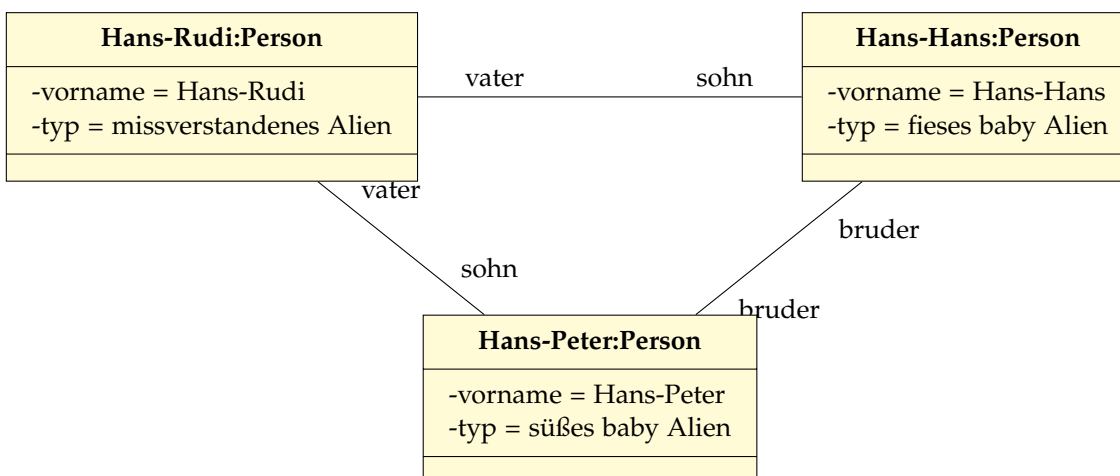 Hans-Rudi:Person
-vorname = Hans-Rudi
-typ = missverstandenes Alien
vater
sohn
Hans-Hans:Person
-vorname = Hans-Hans
-typ = fieses baby Alien
vater
sohn
bruder
bruder
Hans-Peter:Person
-vorname = Hans-Peter
-typ = süßes baby Alien